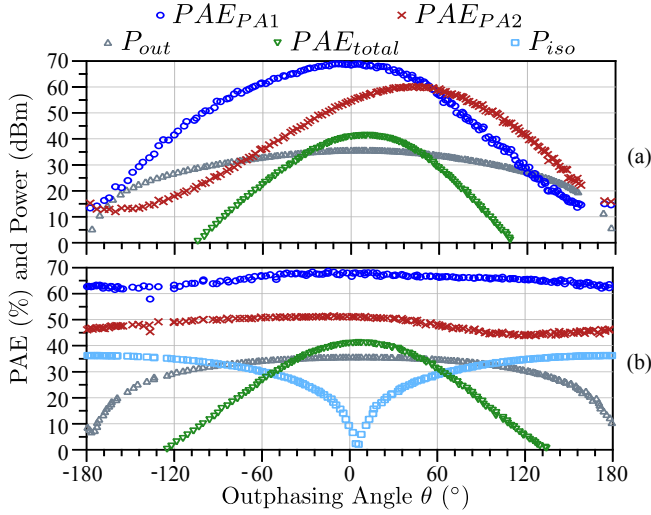 PAE_PA1 PAE_PA2
P_out PAE_total P_iso
PAE (%) and Power (dBm)
70
60
50
40
30
20
10
0
(a)
70
60
50
40
30
20
10
0
(b)
-180 -120 -60 0 60 120 180
Outphasing Angle θ (°)